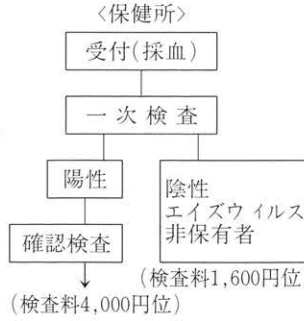 〈保健所〉
受付(採血)
一次検査
陽性
陰性
エイズウィルス
非保有者
確認検査
(検査料1,600円位)
(検査料4,000円位)